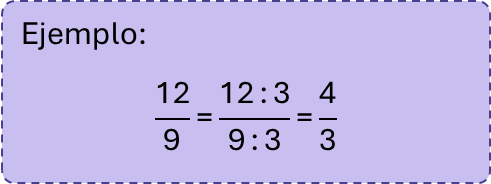 Ejemplo:
12/9 = 12 : 3/9 : 3 = 4/3